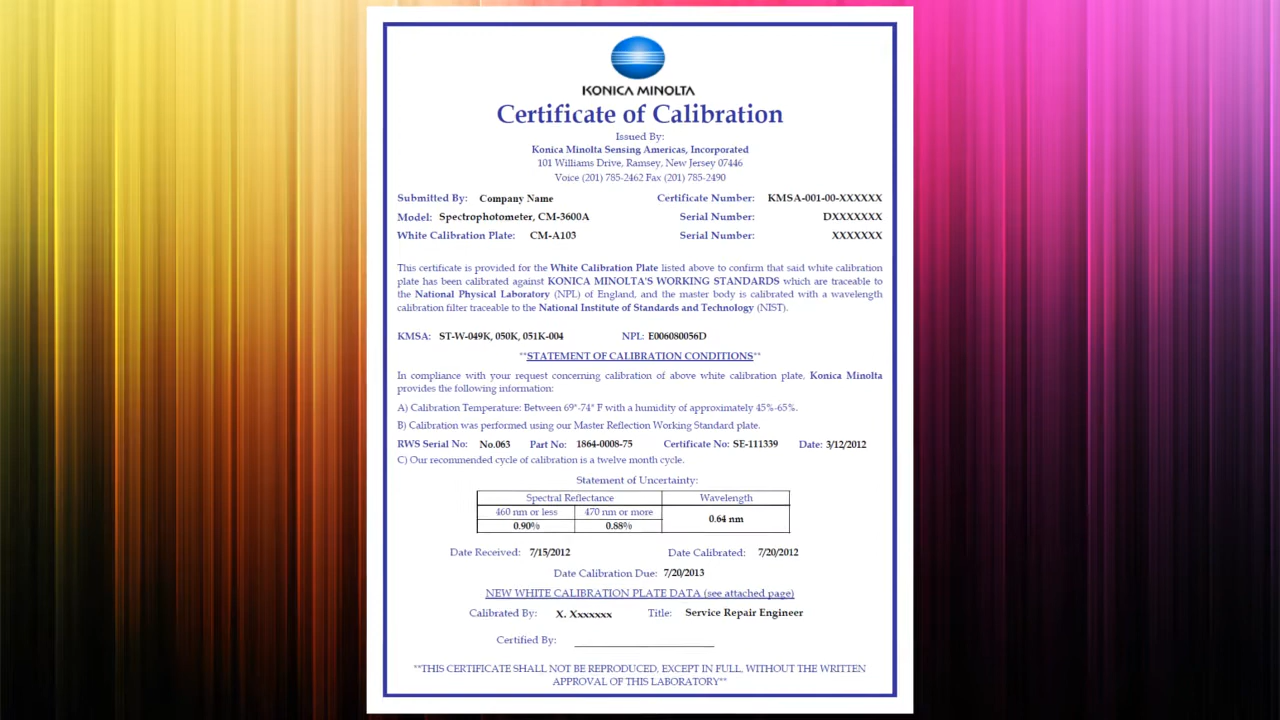 KONICA MINOLTA
Certificate of Calibration
Issued By:
Konica Minolta Sensing Americas, Incorporated
101 Williams Drive, Ramsey, New Jersey 07446
Voice (201) 785-2462 Fax (201) 785-2490
Submitted By: Company Name Certificate Number: KMSA-001-00-XXXXXX
Model: Spectrophotometer, CM-3600A Serial Number: DXXXXXXX
White Calibration Plate: CM-A103 Serial Number: XXXXXXX
This certificate is provided for the White Calibration Plate listed above to confirm that said white calibration
plate has been calibrated against KONICA MINOLTA'S WORKING STANDARDS which are traceable to
the National Physical Laboratory (NPL) of England, and the master body is calibrated with a wavelength
calibration filter traceable to the National Institute of Standards and Technology (NIST).
KMSA: ST-W-049K, 050K, 051K-004 NPL: E006080056D
**STATEMENT OF CALIBRATION CONDITIONS**
In compliance with your request concerning calibration of above white calibration plate, Konica Minolta
provides the following information:
A) Calibration Temperature: Between 69°-74° F with a humidity of approximately 45%-65%.
B) Calibration was performed using our Master Reflection Working Standard plate.
RWS Serial No: No.063 Part No: 1864-0008-75 Certificate No: SE-111339 Date: 3/12/2012
C) Our recommended cycle of calibration is a twelve month cycle.
Statement of Uncertainty:
Spectral Reflectance Wavelength
460 nm or less 470 nm or more
0.90% 0.88% 0.64 nm
Date Received: 7/15/2012 Date Calibrated: 7/20/2012
Date Calibration Due: 7/20/2013
NEW WHITE CALIBRATION PLATE DATA (see attached page)
Calibrated By: X. Xxxxxxx Title: Service Repair Engineer
Certified By:
**THIS CERTIFICATE SHALL NOT BE REPRODUCED, EXCEPT IN FULL, WITHOUT THE WRITTEN
APPROVAL OF THIS LABORATORY**